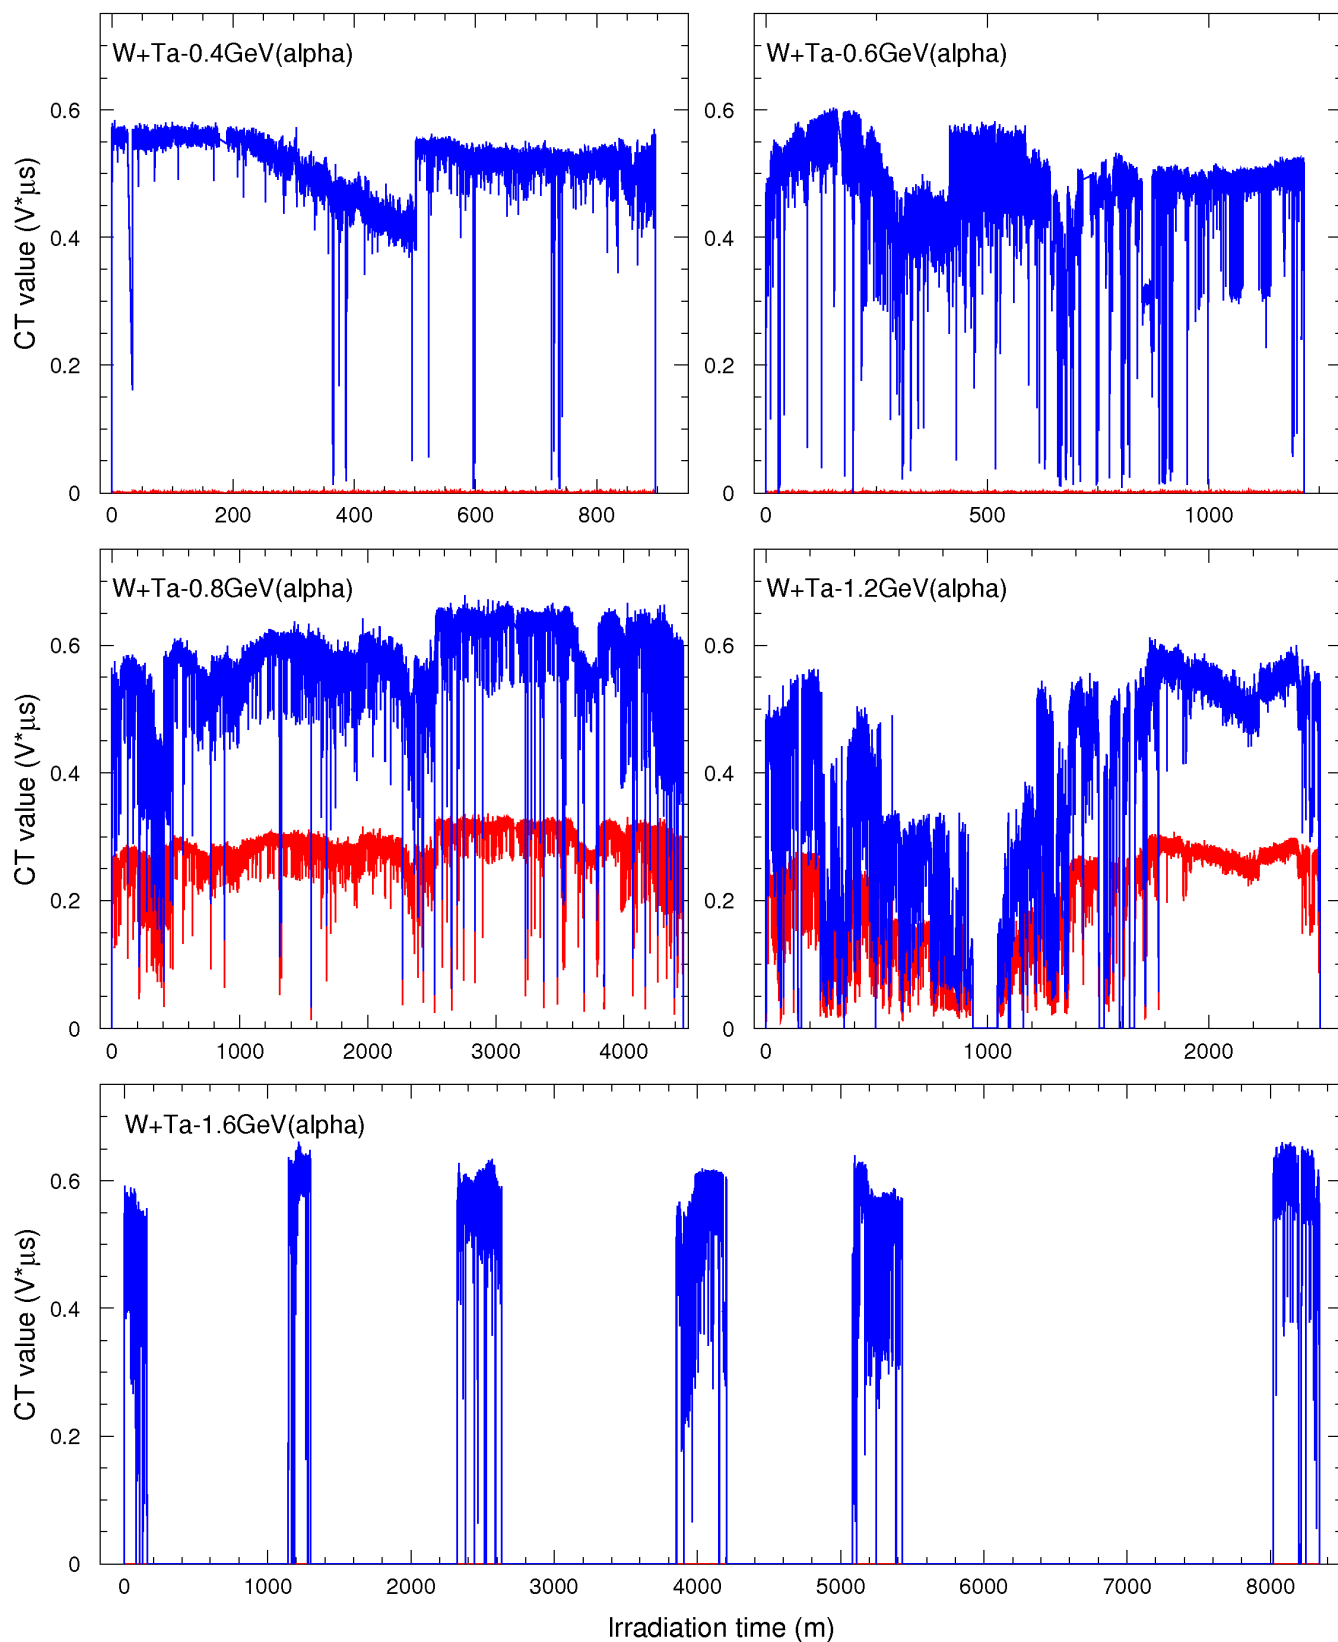 W+Ta-0.4GeV(alpha)
CT value (V*µs)
0.6
0.4
0.2
0
0 200 400 600 800
W+Ta-0.6GeV(alpha)
0.6
0.4
0.2
0
0 500 1000
W+Ta-0.8GeV(alpha)
CT value (V*µs)
0.6
0.4
0.2
0
0 1000 2000 3000 4000
W+Ta-1.2GeV(alpha)
0.6
0.4
0.2
0
0 1000 2000
W+Ta-1.6GeV(alpha)
CT value (V*µs)
0.6
0.4
0.2
0
0 1000 2000 3000 4000 5000 6000 7000 8000
Irradiation time (m)